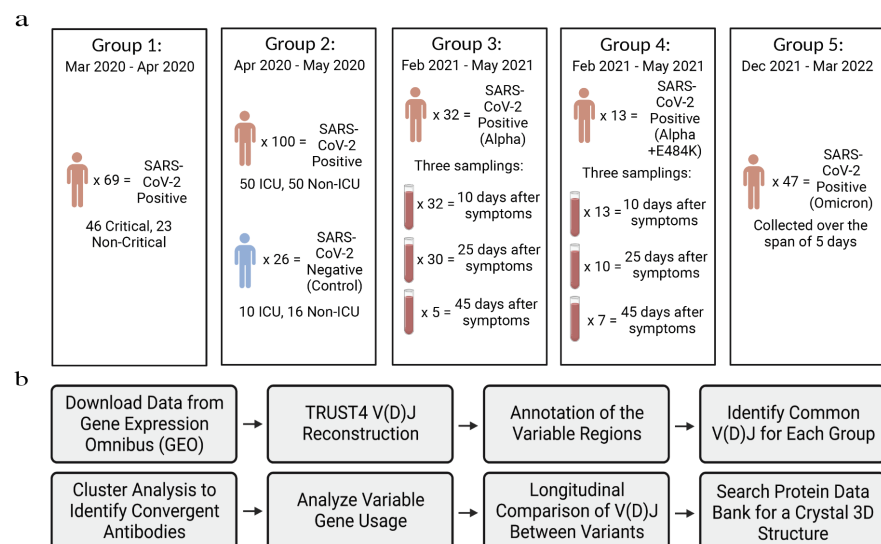 a
Group 1:
Mar 2020 - Apr 2020
x 69 =
SARS-
CoV-2
Positive
46 Critical, 23
Non-Critical
Group 2:
Apr 2020 - May 2020
x 100 =
SARS-
CoV-2
Positive
50 ICU, 50 Non-ICU
x 26 =
SARS-
CoV-2
Negative
(Control)
10 ICU, 16 Non-ICU
Group 3:
Feb 2021 - May 2021
x 32 =
SARS-
CoV-2
Positive
(Alpha)
Three samplings:
x 32 = 10 days after
symptoms
x 30 = 25 days after
symptoms
x 5 = 45 days after
symptoms
Group 4:
Feb 2021 - May 2021
x 13 =
SARS-
CoV-2
Positive
(Alpha
+E484K)
Three samplings:
x 13 = 10 days after
symptoms
x 10 = 25 days after
symptoms
x 7 = 45 days after
symptoms
Group 5:
Dec 2021 - Mar 2022
x 47 =
SARS-
CoV-2
Positive
(Omicron)
Collected over the
span of 5 days
b
Download Data from
Gene Expression
Omnibus (GEO)
TRUST4 V(D)J
Reconstruction
Annotation of the
Variable Regions
Identify Common
V(D)J for Each Group
Cluster Analysis to
Identify Convergent
Antibodies
Analyze Variable
Gene Usage
Longitudinal
Comparison of V(D)J
Between Variants
Search Protein Data
Bank for a Crystal 3D
Structure